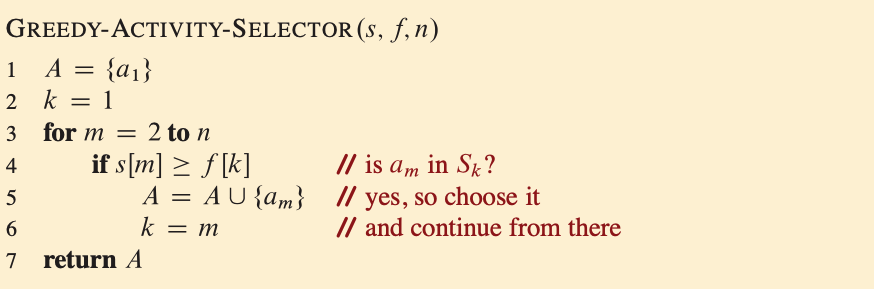 GREEDY-ACTIVITY-SELECTOR(s, f, n)
1 A = {a₁}
2 k = 1
3 for m = 2 to n
4 if s[m] ≥ f[k] // is aₘ in Sₖ?
5 A = A ∪ {aₘ} // yes, so choose it
6 k = m // and continue from there
7 return A